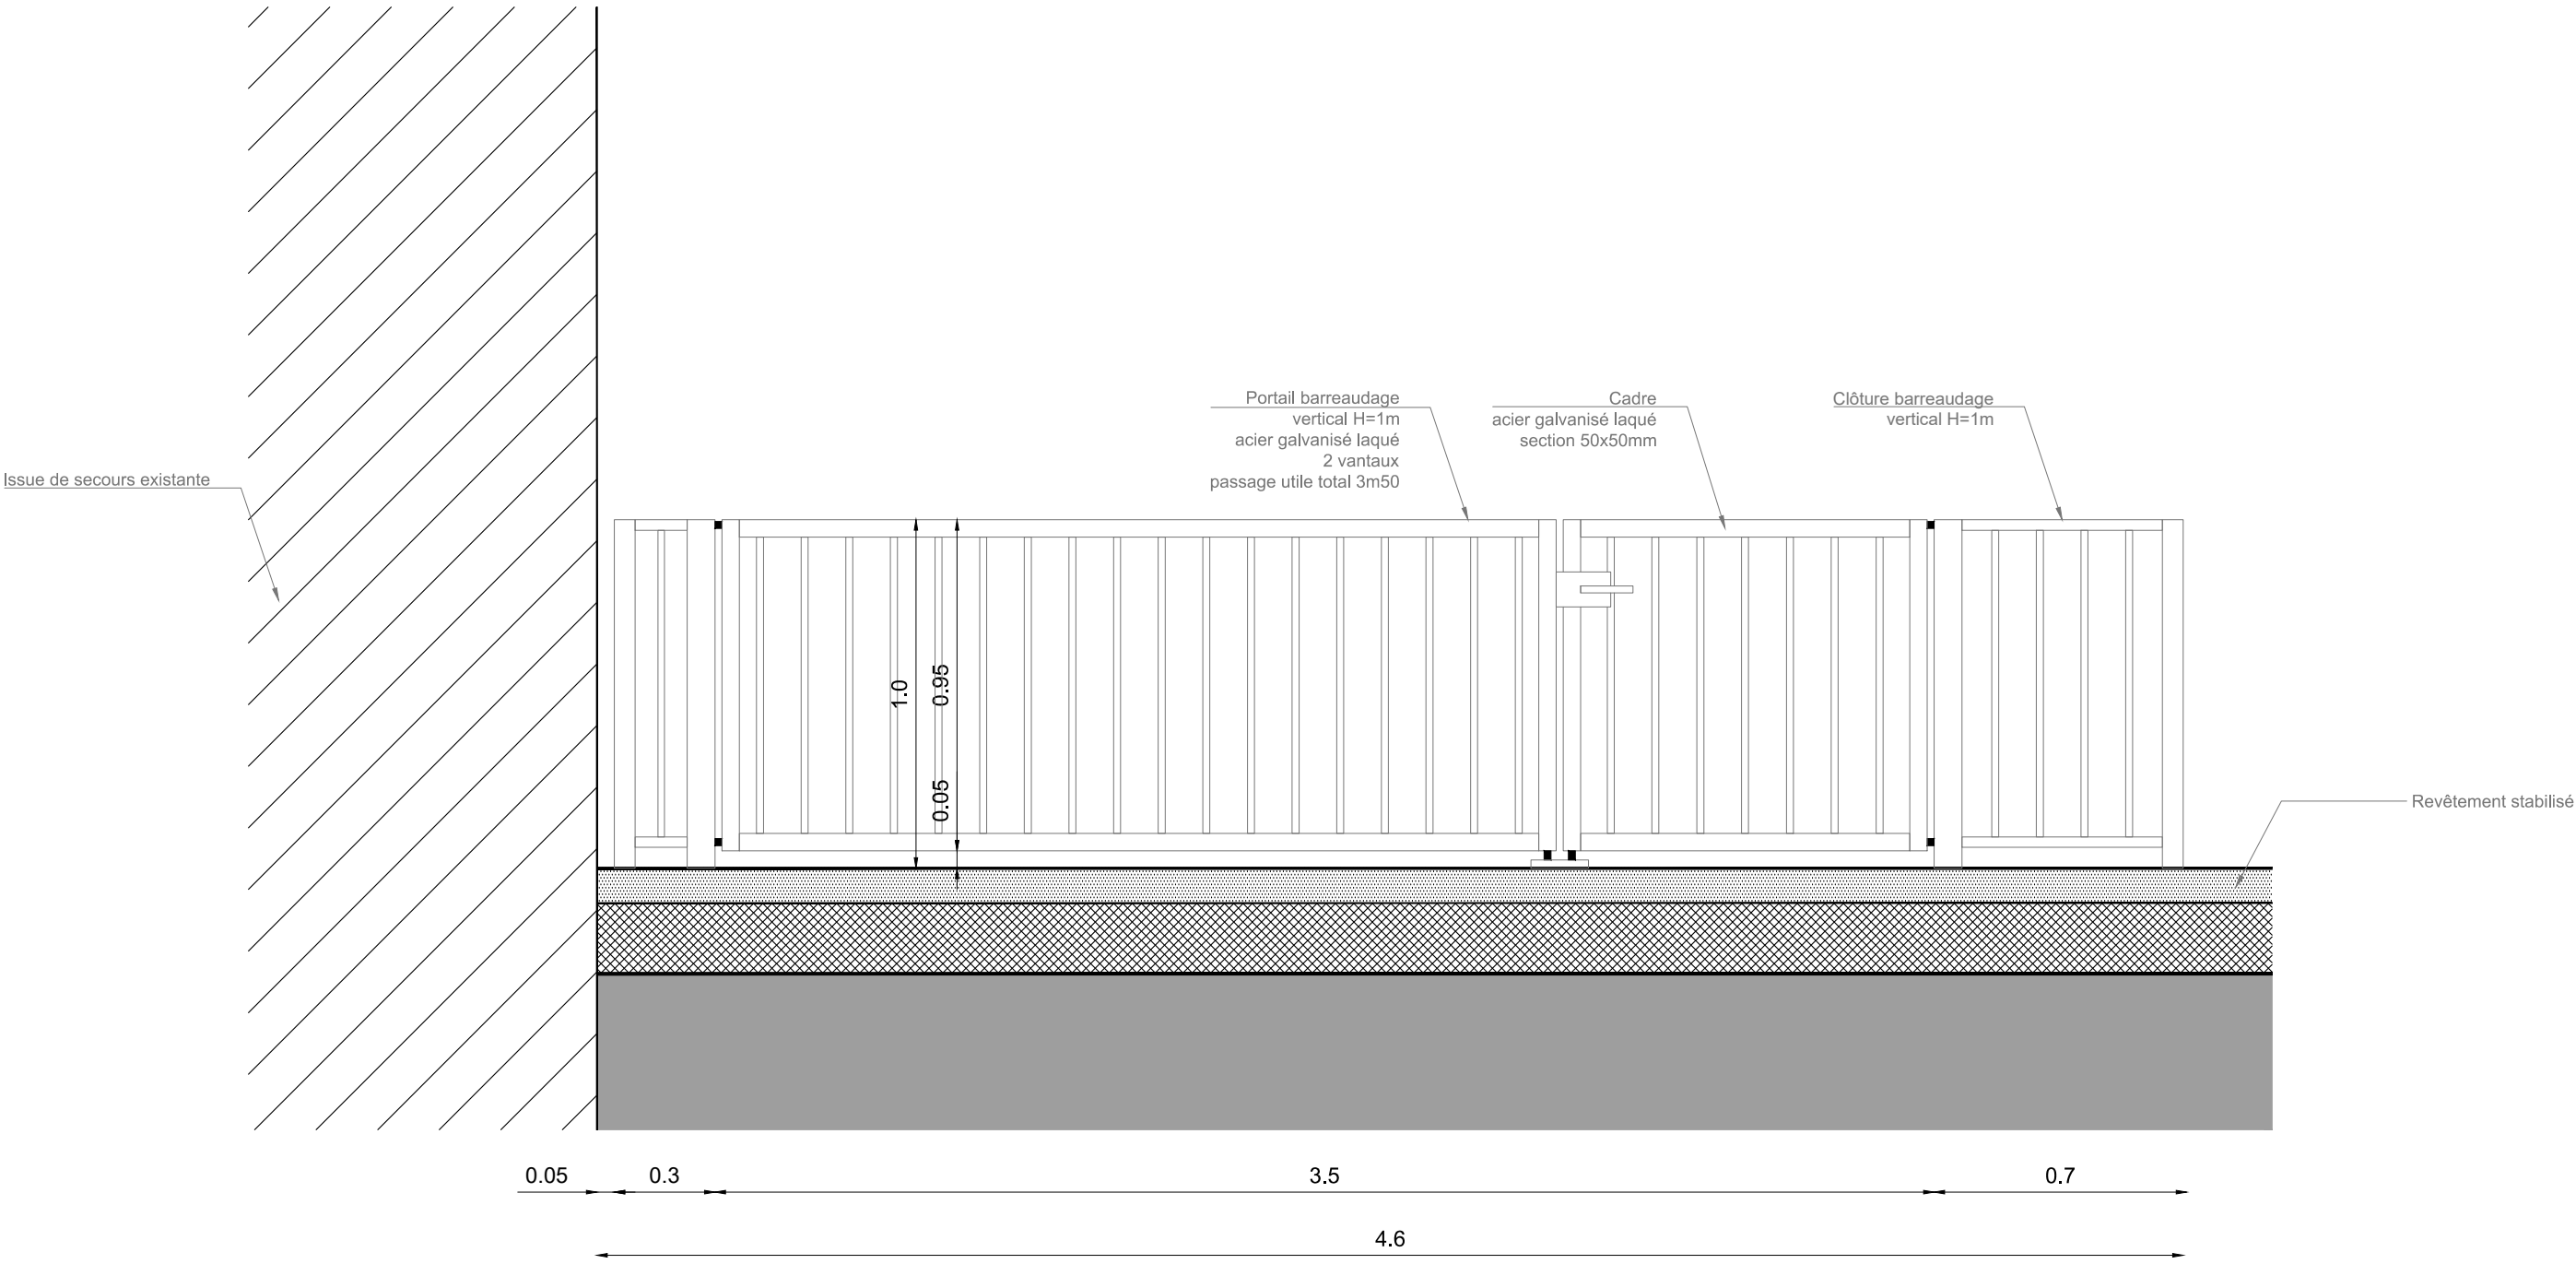 Portail barreaudage
vertical H=1m
acier galvanisé laqué
2 vantaux
passage utile total 3m50
Cadre
acier galvanisé laqué
section 50x50mm
Clôture barreaudage
vertical H=1m
Issue de secours existante
1.0
0.95
0.05
Revêtement stabilisé
0.05
0.3
3.5
0.7
4.6